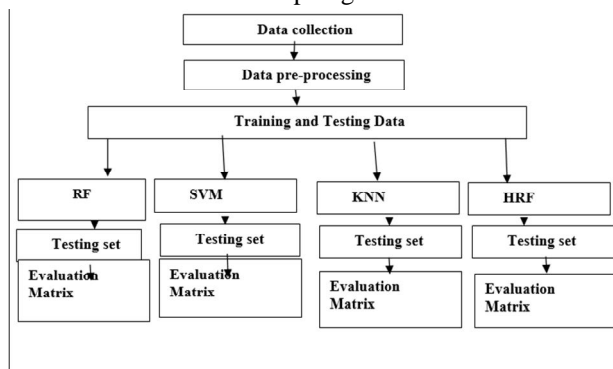 Data collection
Data pre-processing
Training and Testing Data
RF
SVM
KNN
HRF
Testing set
Testing set
Testing set
Testing set
Evaluation
Matrix
Evaluation
Matrix
Evaluation
Matrix
Evaluation
Matrix